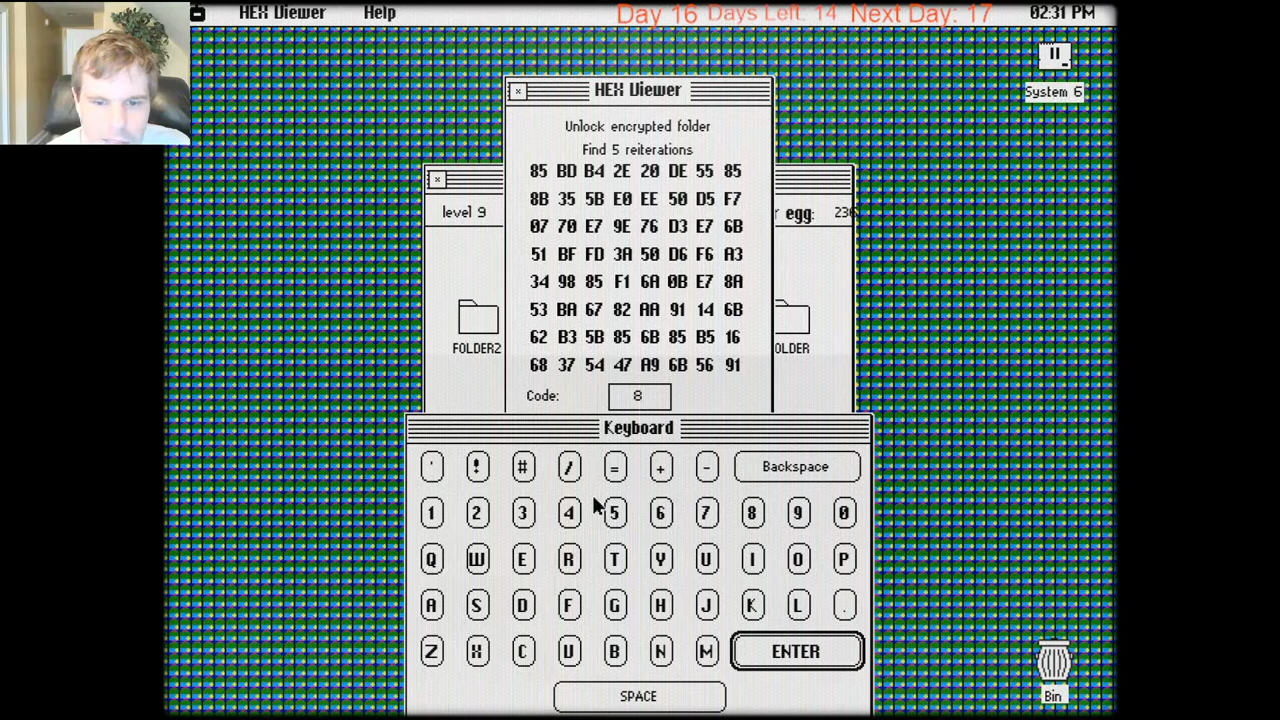 HEX Viewer Help Day 16 Days Left: 14 Next Day: 17 02:31 PM
System 6
HEX Viewer
Unlock encrypted folder
Find 5 reiterations
85 BD B4 2E 20 DE 55 85
8B 35 5B E0 EE 50 D5 F7
07 70 E7 9E 76 D3 E7 6B
51 BF FD 3A 50 D6 F6 A3
34 98 85 F1 6A 0B E7 8A
53 BA 67 82 AA 91 14 6B
62 B3 5B 85 6B 85 B5 16
68 37 54 47 A9 6B 56 91
Code: 8
level 9
r egg: 236
FOLDER2
OLDER
Keyboard
' ! # / = + - Backspace
1 2 3 4 5 6 7 8 9 0
Q W E R T Y U I O P
A S D F G H J K L .
Z X C V B N M ENTER
SPACE
Bin